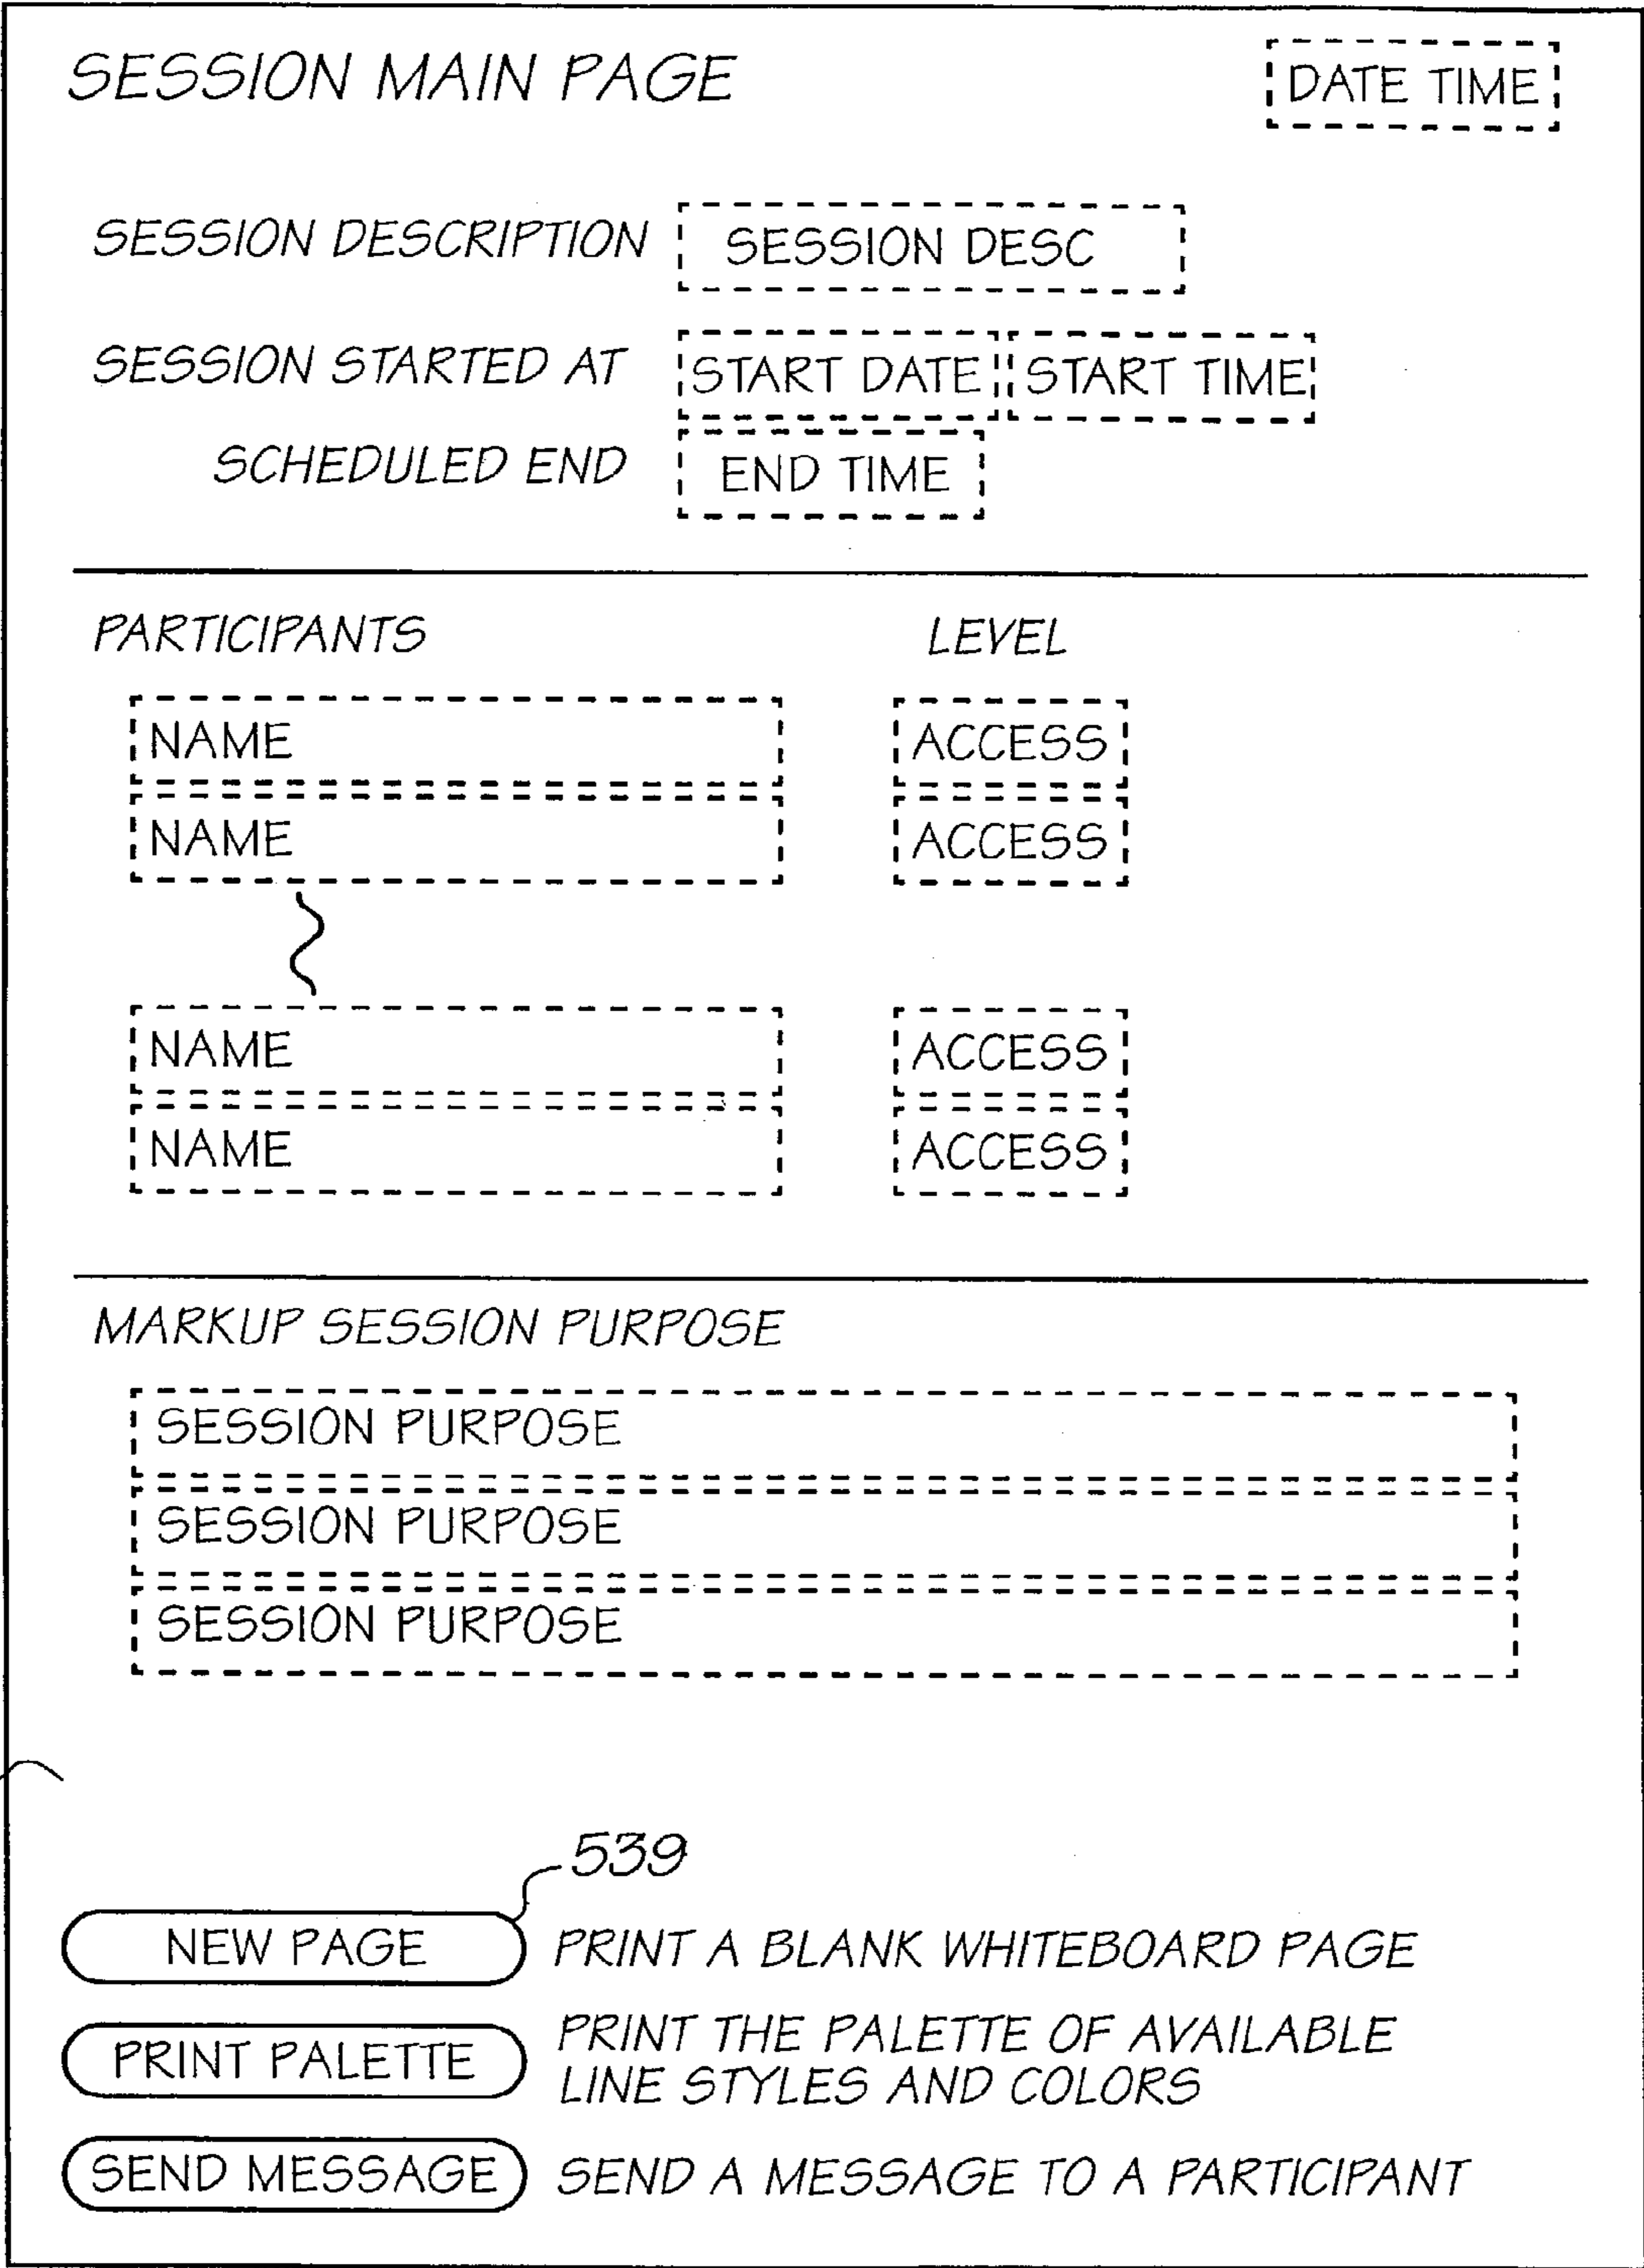 SESSION MAIN PAGE DATE TIME
SESSION DESCRIPTION SESSION DESC
SESSION STARTED AT START DATE START TIME
SCHEDULED END END TIME
PARTICIPANTS LEVEL
NAME ACCESS
NAME ACCESS
NAME ACCESS
NAME ACCESS
MARKUP SESSION PURPOSE
SESSION PURPOSE
SESSION PURPOSE
SESSION PURPOSE
539
NEW PAGE PRINT A BLANK WHITEBOARD PAGE
PRINT PALETTE PRINT THE PALETTE OF AVAILABLE
LINE STYLES AND COLORS
SEND MESSAGE SEND A MESSAGE TO A PARTICIPANT